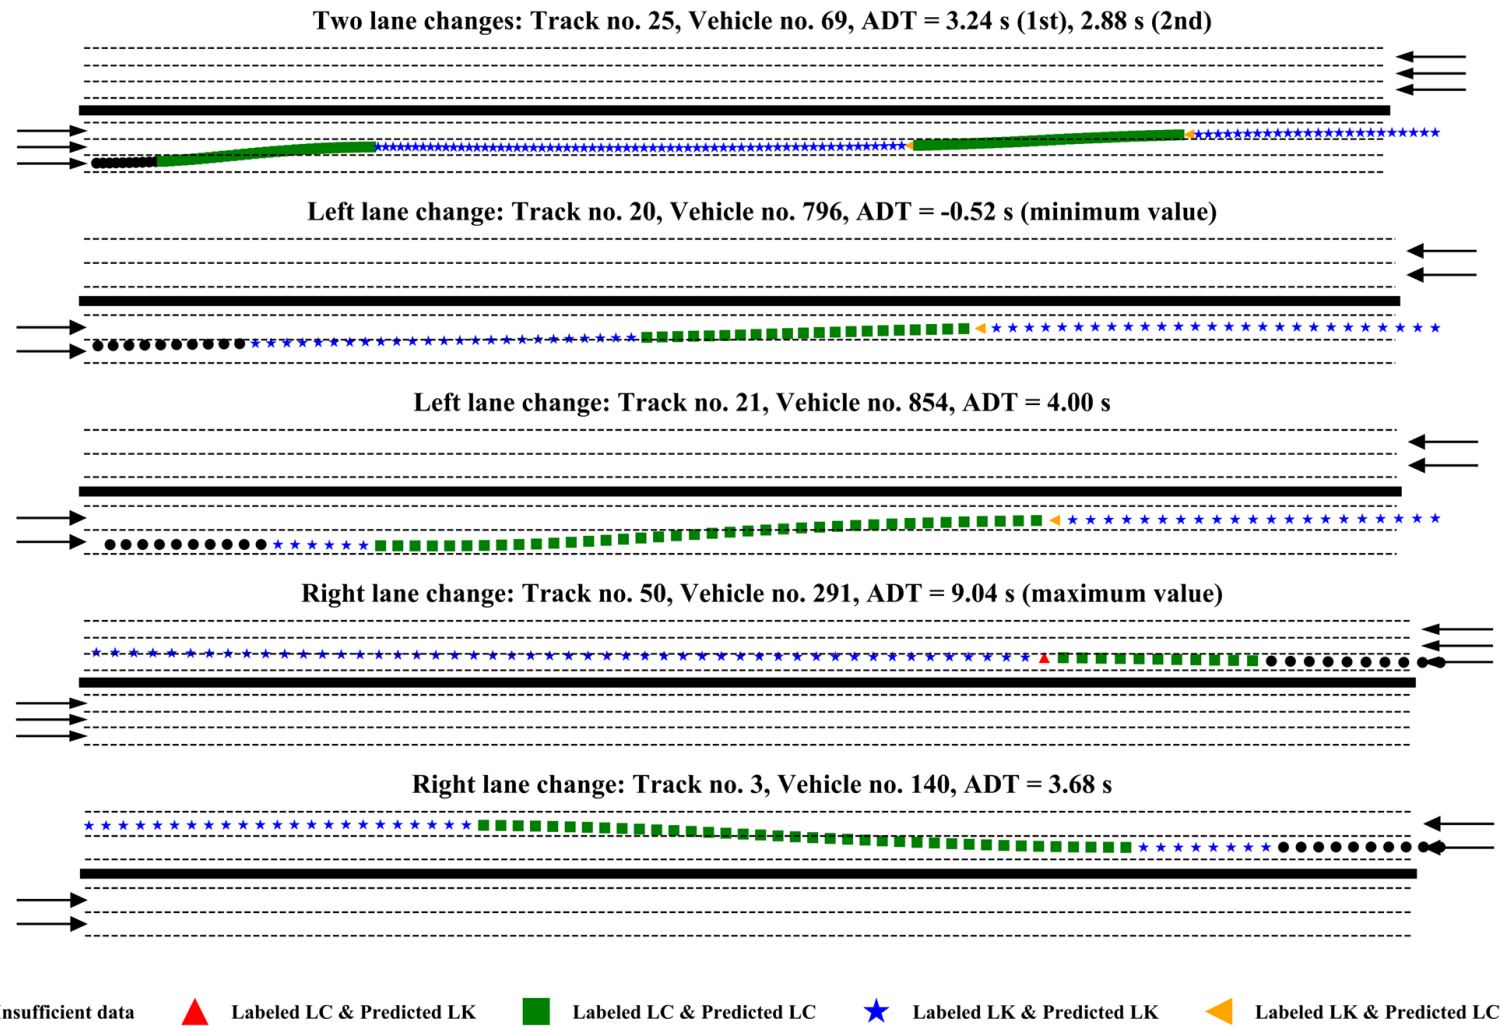 Two lane changes: Track no. 25, Vehicle no. 69, ADT = 3.24 s (1st), 2.88 s (2nd)
Left lane change: Track no. 20, Vehicle no. 796, ADT = -0.52 s (minimum value)
Left lane change: Track no. 21, Vehicle no. 854, ADT = 4.00 s
Right lane change: Track no. 50, Vehicle no. 291, ADT = 9.04 s (maximum value)
Right lane change: Track no. 3, Vehicle no. 140, ADT = 3.68 s
nsufficient data Labeled LC & Predicted LK Labeled LC & Predicted LC Labeled LK & Predicted LK Labeled LK & Predicted LC